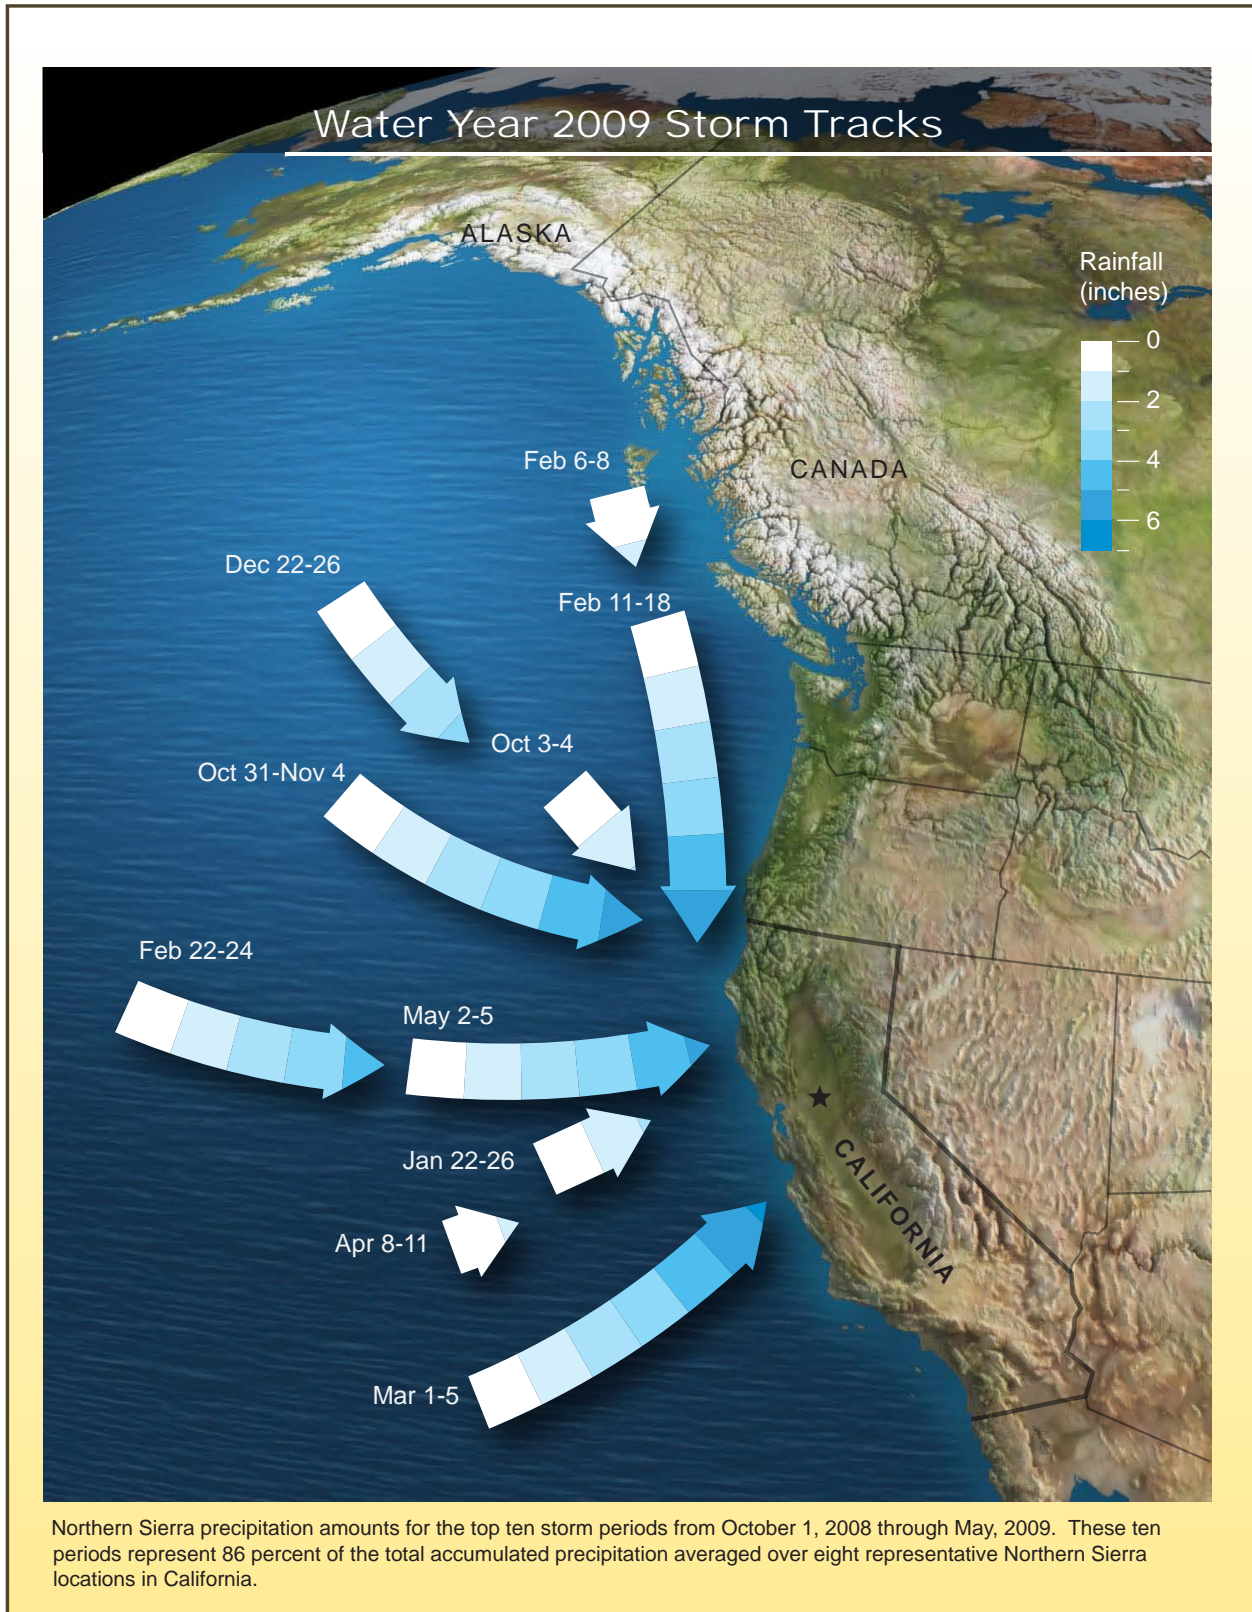 Water Year 2009 Storm Tracks
ALASKA
Rainfall
(inches)
0
2
4
6
CANADA
Feb 6-8
Dec 22-26
Feb 11-18
Oct 3-4
Oct 31-Nov 4
Feb 22-24
May 2-5
Jan 22-26
CALIFORNIA
Apr 8-11
Mar 1-5
Northern Sierra precipitation amounts for the top ten storm periods from October 1, 2008 through May, 2009.  These ten
periods represent 86 percent of the total accumulated precipitation averaged over eight representative Northern Sierra
locations in California.